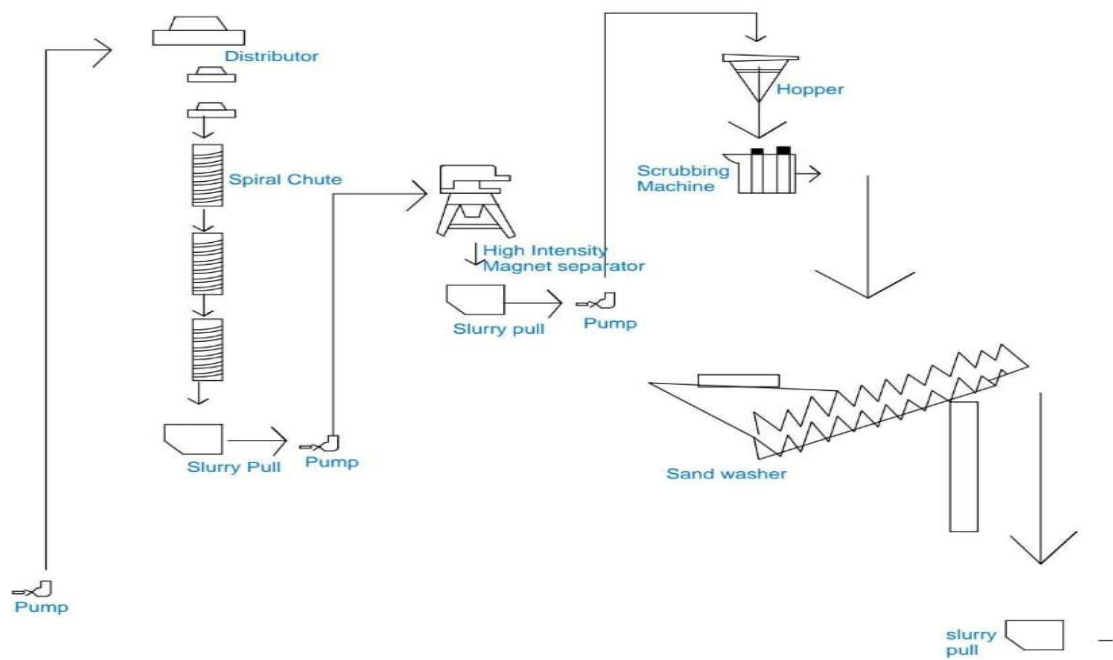 Distributor
Hopper
Spiral Chute
Scrubbing
Machine
High Intensity
Magnet separator
Slurry pull
Pump
Slurry Pull
Pump
Sand washer
Pump
slurry
pull